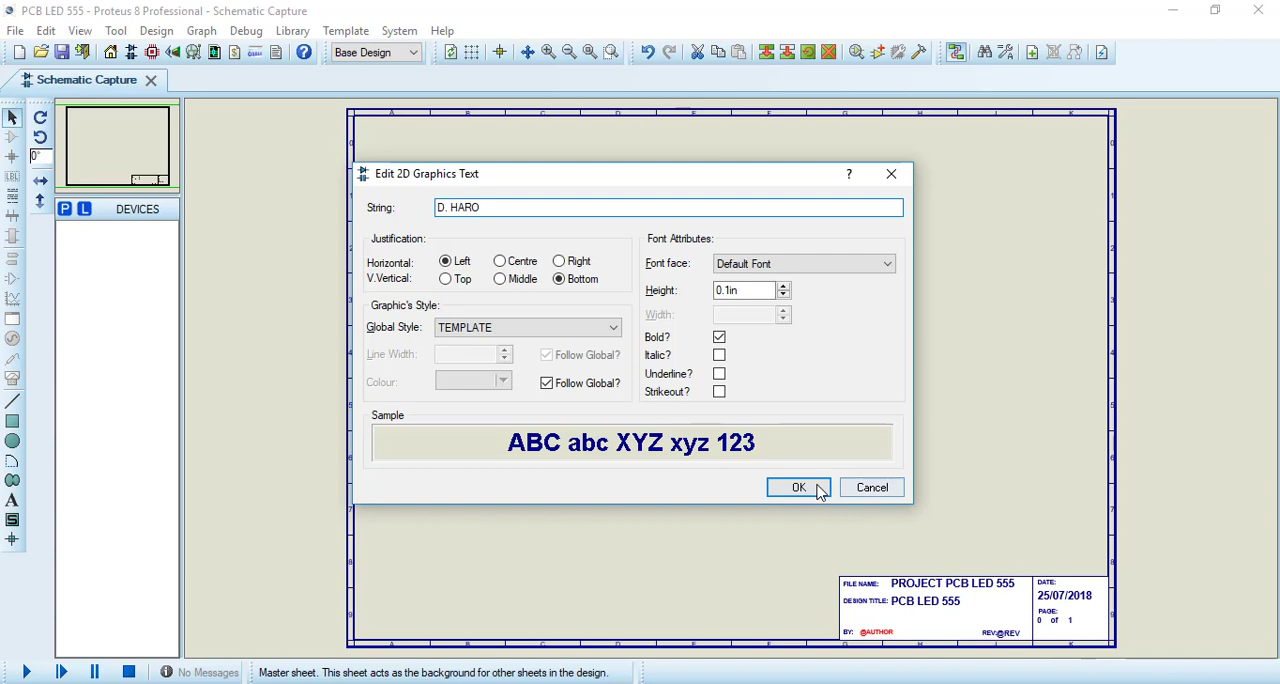 PCB LED 555 - Proteus 8 Professional - Schematic Capture
File Edit View Tool Design Graph Debug Library Template System Help
Base Design
Schematic Capture
0°
P L DEVICES
LBL
A B C D E F G H J K
Edit 2D Graphics Text
String: D. HARO
Justification:
Horizontal: Left Centre Right
V.Vertical: Top Middle Bottom
Graphic's Style:
Global Style: TEMPLATE
Line Width: Follow Global?
Colour: Follow Global?
Font Attributes:
Font face: Default Font
Height: 0.1in
Width:
Bold?
Italic?
Underline?
Strikeout?
Sample
ABC abc XYZ xyz 123
OK Cancel
FILE NAME: PROJECT PCB LED 555
DESIGN TITLE: PCB LED 555
BY: @AUTHOR REV:@REV
DATE:
25/07/2018
PAGE:
0 of 1
No Messages
Master sheet. This sheet acts as the background for other sheets in the design.